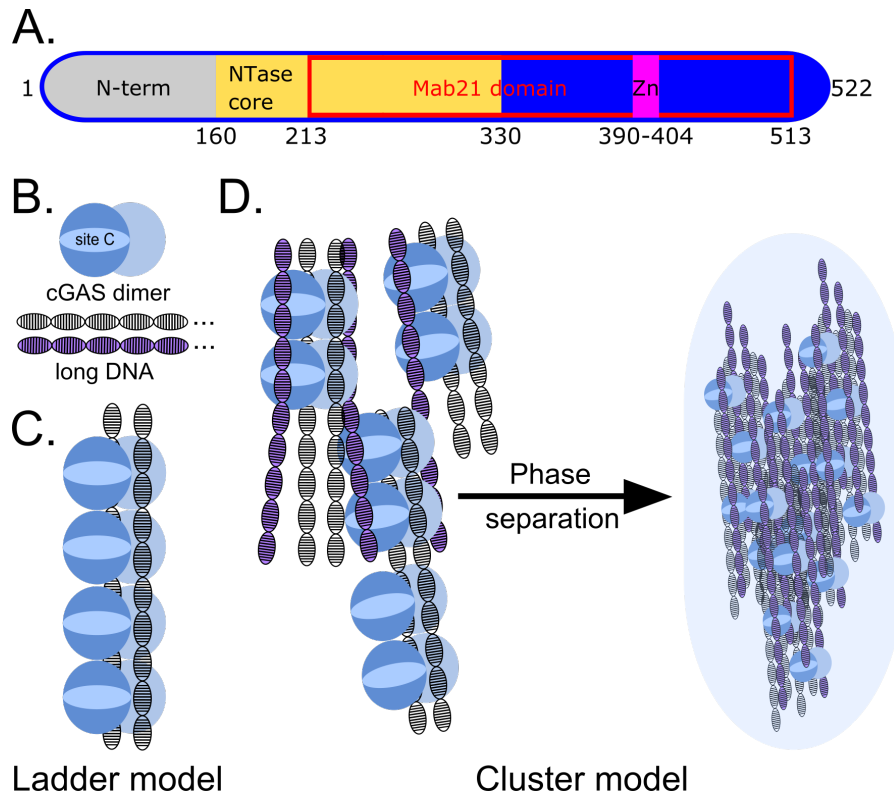 A.
1 N-term NTase core Mab21 domain Zn 522
160 213 330 390-404 513
B.
site C
cGAS dimer
...
...
long DNA
C.
Ladder model
D.
Phase
separation
Cluster model